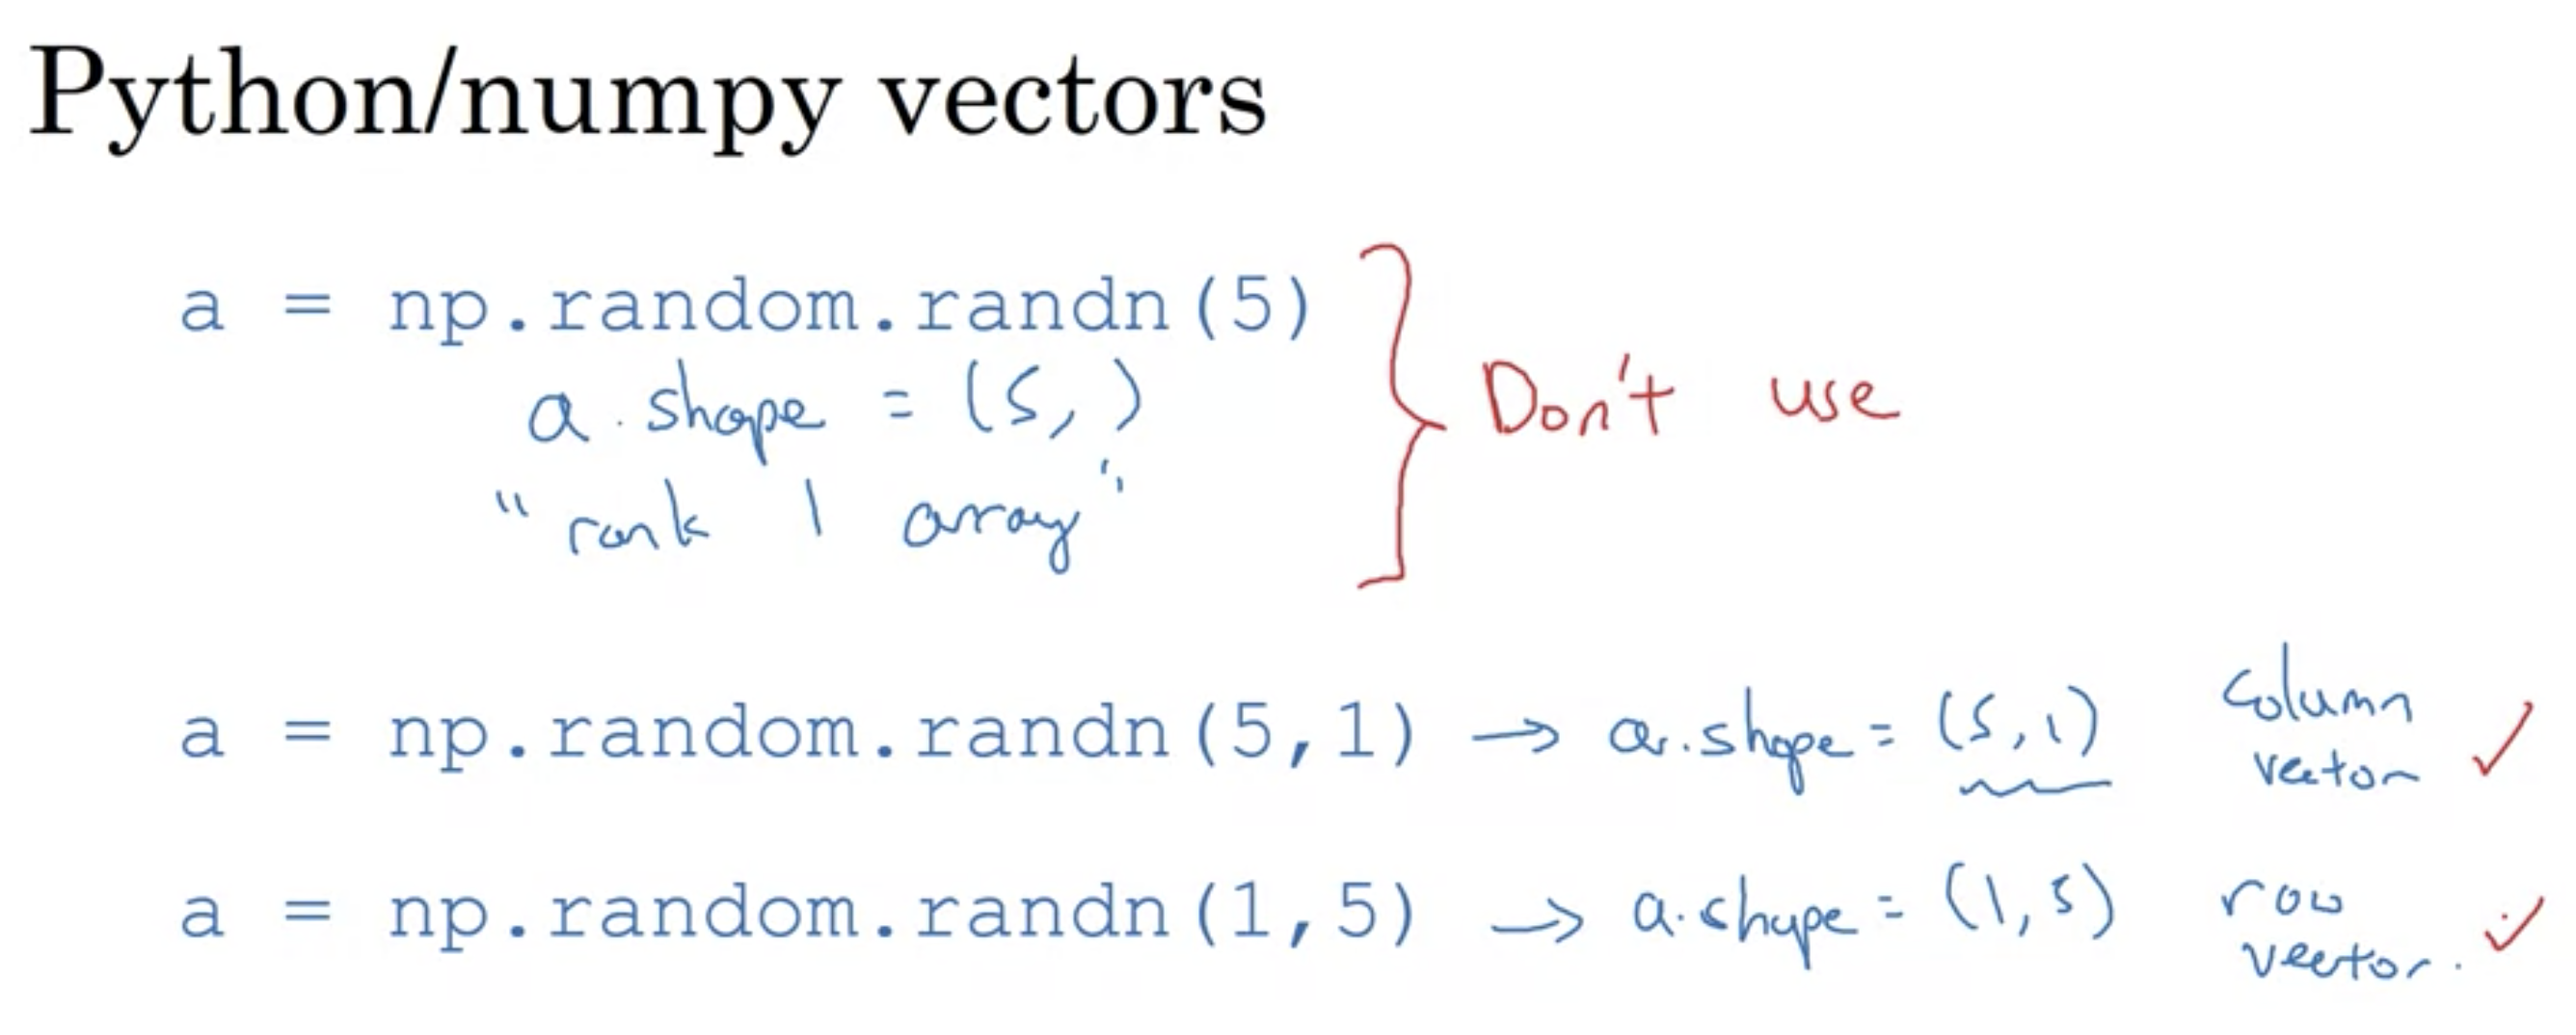 Python/numpy vectors
a = np.random.randn(5)
a.shape = (5,)
"rank 1 array"
Don't use
a = np.random.randn(5,1) → a.shape = (5,1) column vector ✓
a = np.random.randn(1,5) → a.shape = (1,5) row vector. ✓